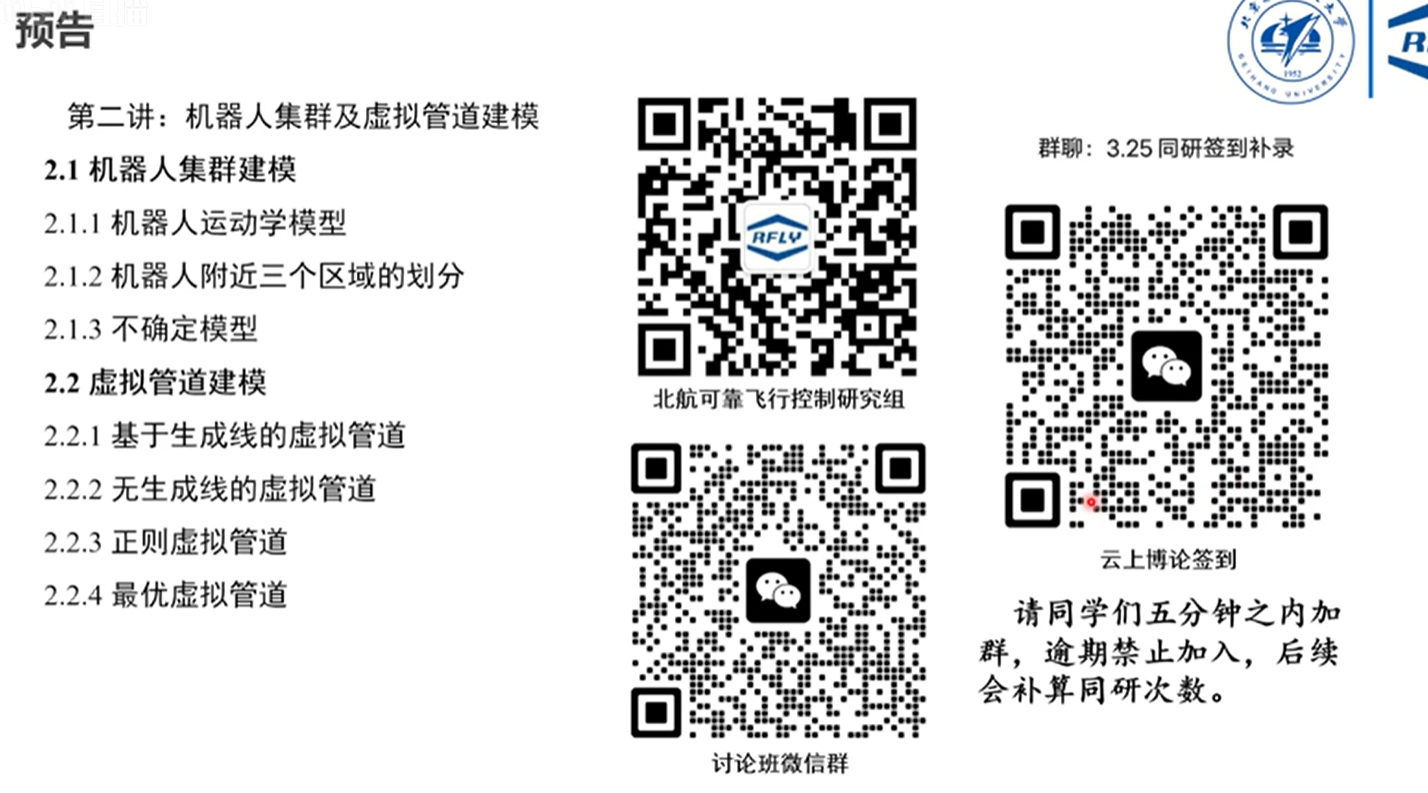 预告
第二讲：机器人集群及虚拟管道建模
2.1 机器人集群建模
2.1.1 机器人运动学模型
2.1.2 机器人附近三个区域的划分
2.1.3 不确定模型
2.2 虚拟管道建模
2.2.1 基于生成线的虚拟管道
2.2.2 无生成线的虚拟管道
2.2.3 正则虚拟管道
2.2.4 最优虚拟管道
RFLY
北航可靠飞行控制研究组
讨论班微信群
1952
BEIHANG UNIVERSITY
群聊：3.25 同研签到补录
云上博论签到
请同学们五分钟之内加
群，逾期禁止加入，后续
会补算同研次数。